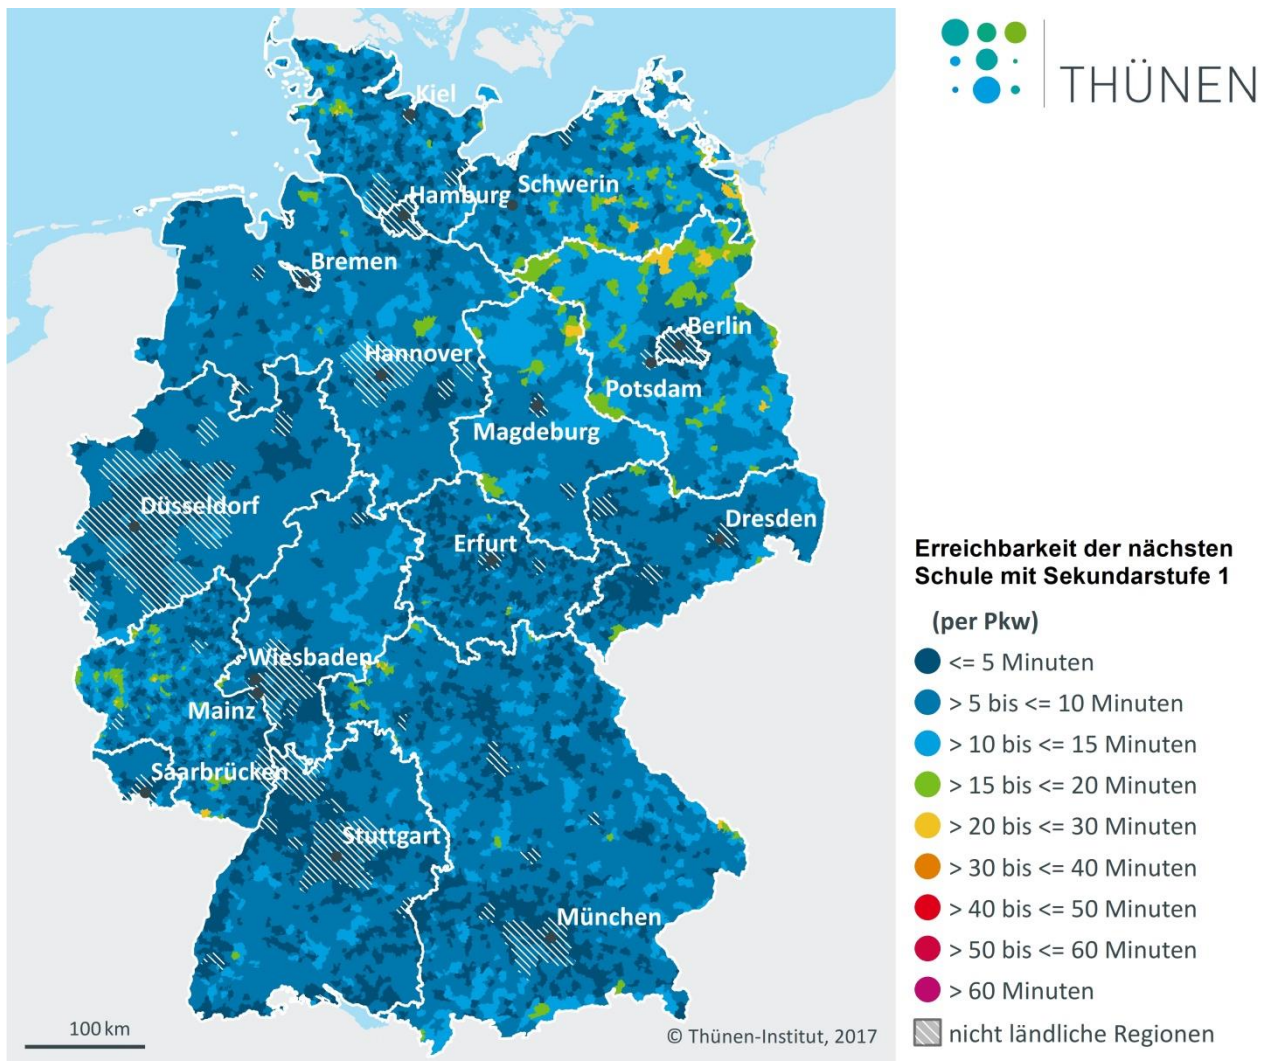 THÜNEN
Kiel
Hamburg
Schwerin
Bremen
Berlin
Hannover
Potsdam
Magdeburg
Düsseldorf
Dresden
Erfurt
Wiesbaden
Mainz
Saarbrücken
Stuttgart
München
100 km
© Thünen-Institut, 2017
Erreichbarkeit der nächsten
Schule mit Sekundarstufe 1
(per Pkw)
<= 5 Minuten
> 5 bis <= 10 Minuten
> 10 bis <= 15 Minuten
> 15 bis <= 20 Minuten
> 20 bis <= 30 Minuten
> 30 bis <= 40 Minuten
> 40 bis <= 50 Minuten
> 50 bis <= 60 Minuten
> 60 Minuten
nicht ländliche Regionen